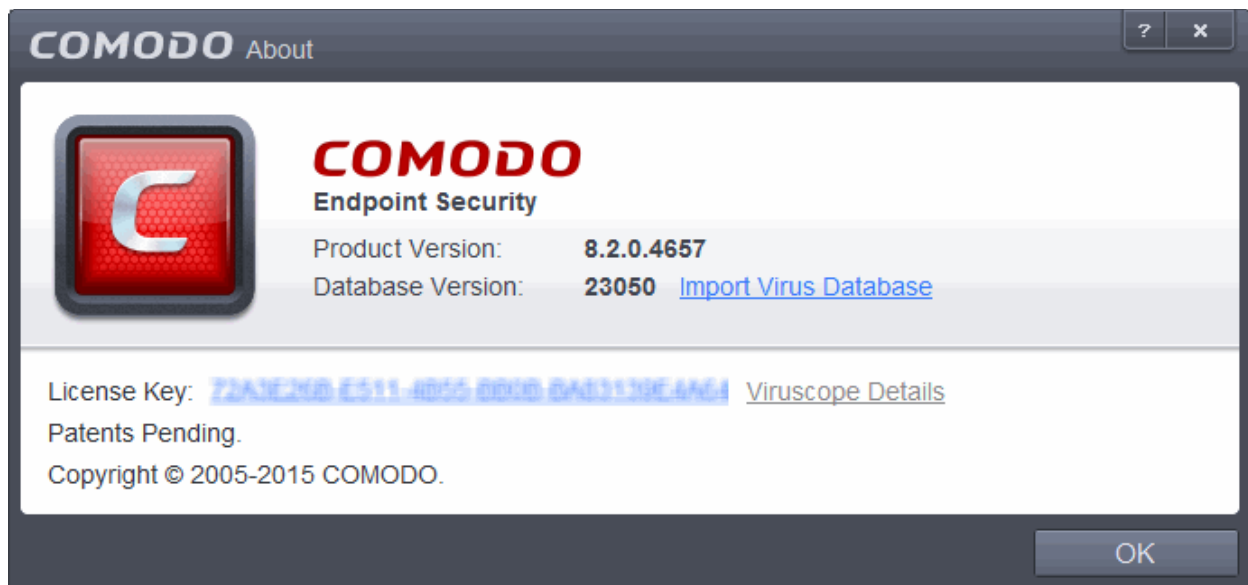 COMODO About
? x
COMODO
Endpoint Security
Product Version: 8.2.0.4657
Database Version: 23050 Import Virus Database
License Key: Viruscope Details
Patents Pending.
Copyright © 2005-2015 COMODO.
OK